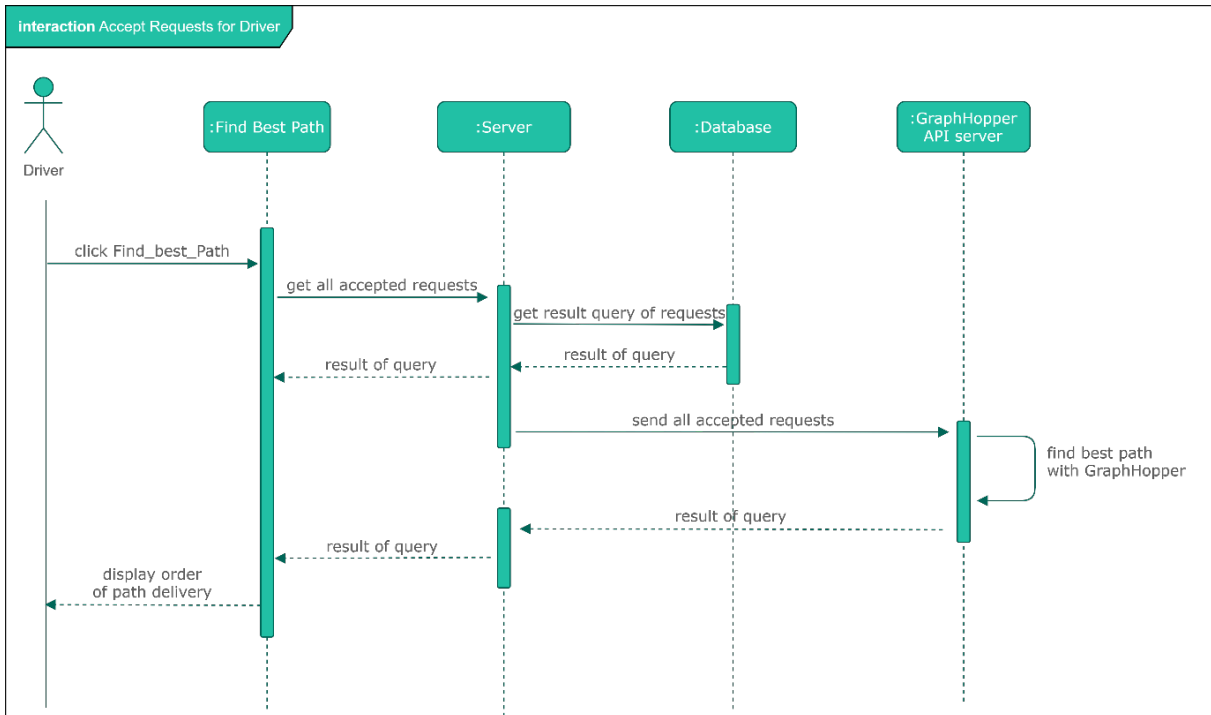 interaction Accept Requests for Driver
Driver
:Find Best Path
:Server
:Database
:GraphHopper
API server
click Find_best_Path
get all accepted requests
get result query of requests
result of query
result of query
send all accepted requests
find best path
with GraphHopper
result of query
result of query
display order
of path delivery